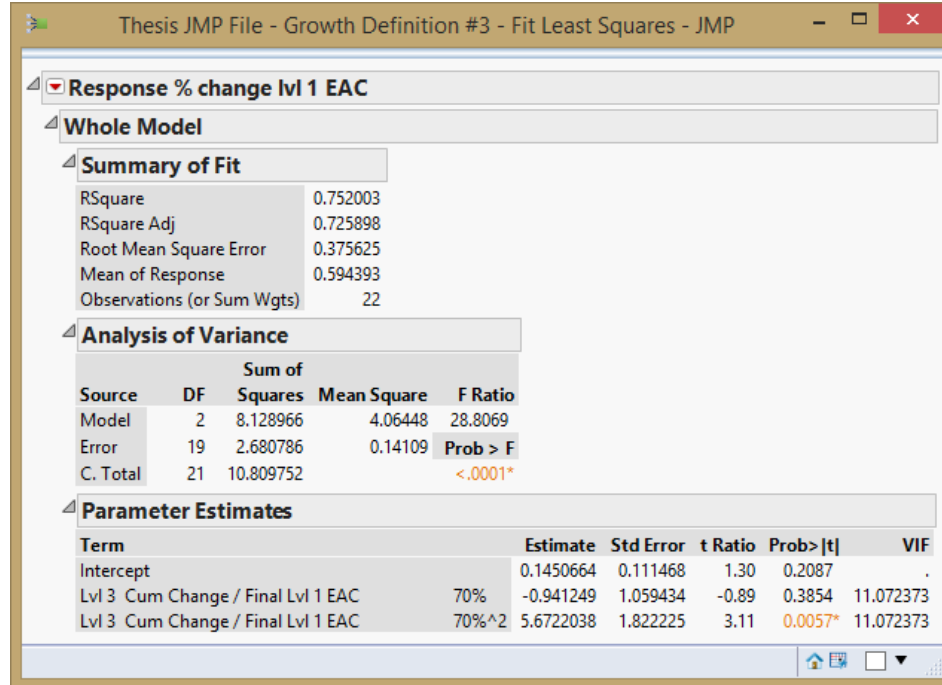 Thesis JMP File - Growth Definition #3 - Fit Least Squares - JMP
Response % change lvl 1 EAC
Whole Model
Summary of Fit
RSquare 0.752003
RSquare Adj 0.725898
Root Mean Square Error 0.375625
Mean of Response 0.594393
Observations (or Sum Wgts) 22
Analysis of Variance
Sum of
Source DF Squares Mean Square F Ratio
Model 2 8.128966 4.06448 28.8069
Error 19 2.680786 0.14109 Prob > F
C. Total 21 10.809752 <.0001*
Parameter Estimates
Term Estimate Std Error t Ratio Prob>|t| VIF
Intercept 0.1450664 0.111468 1.30 0.2087 .
Lvl 3 Cum Change / Final Lvl 1 EAC 70% -0.941249 1.059434 -0.89 0.3854 11.072373
Lvl 3 Cum Change / Final Lvl 1 EAC 70%^2 5.6722038 1.822225 3.11 0.0057* 11.072373